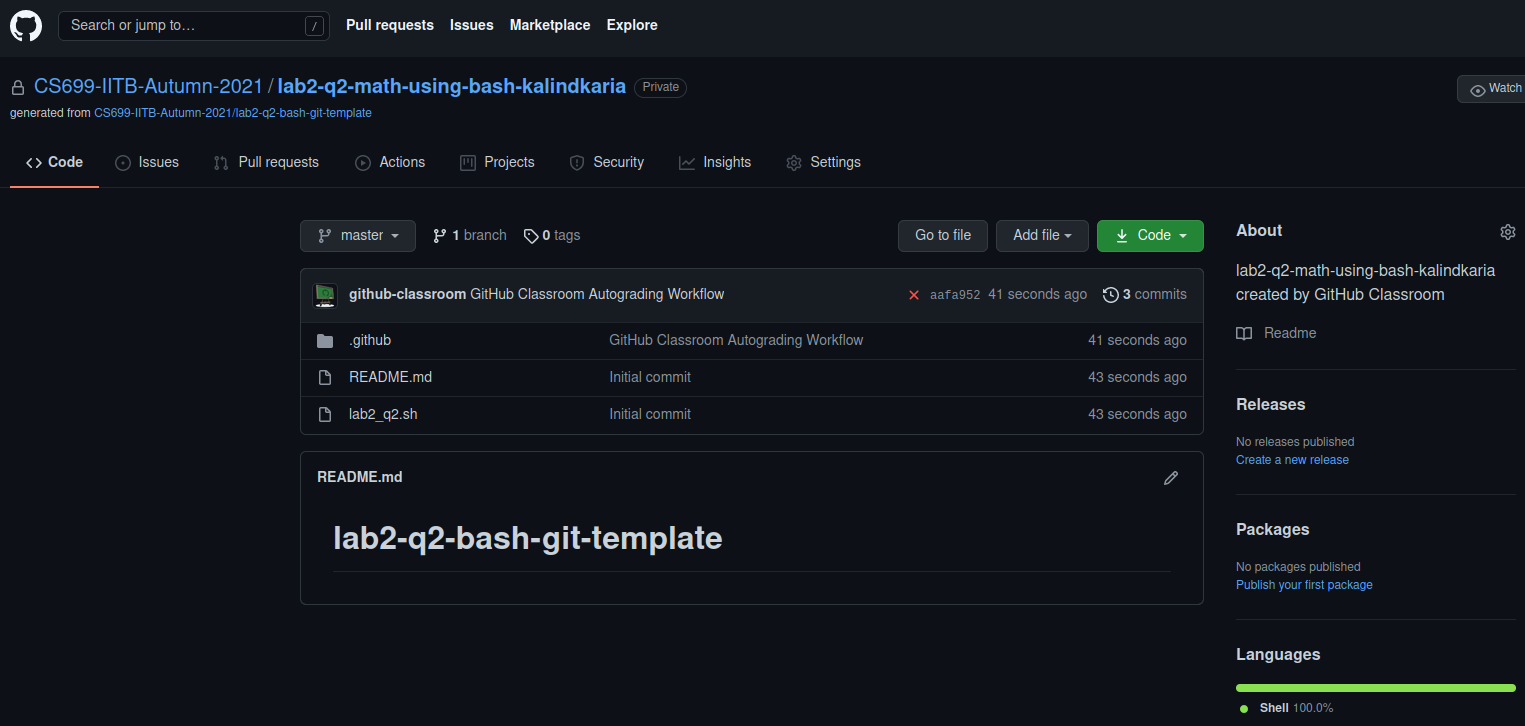 Search or jump to… /
Pull requests Issues Marketplace Explore
CS699-IITB-Autumn-2021 / lab2-q2-math-using-bash-kalindkaria Private
Watch
generated from CS699-IITB-Autumn-2021/lab2-q2-bash-git-template
Code Issues Pull requests Actions Projects Security Insights Settings
master 1 branch 0 tags Go to file Add file Code
github-classroom GitHub Classroom Autograding Workflow aafa952 41 seconds ago 3 commits
.github GitHub Classroom Autograding Workflow 41 seconds ago
README.md Initial commit 43 seconds ago
lab2_q2.sh Initial commit 43 seconds ago
README.md
lab2-q2-bash-git-template
About
lab2-q2-math-using-bash-kalindkaria
created by GitHub Classroom
Readme
Releases
No releases published
Create a new release
Packages
No packages published
Publish your first package
Languages
Shell 100.0%